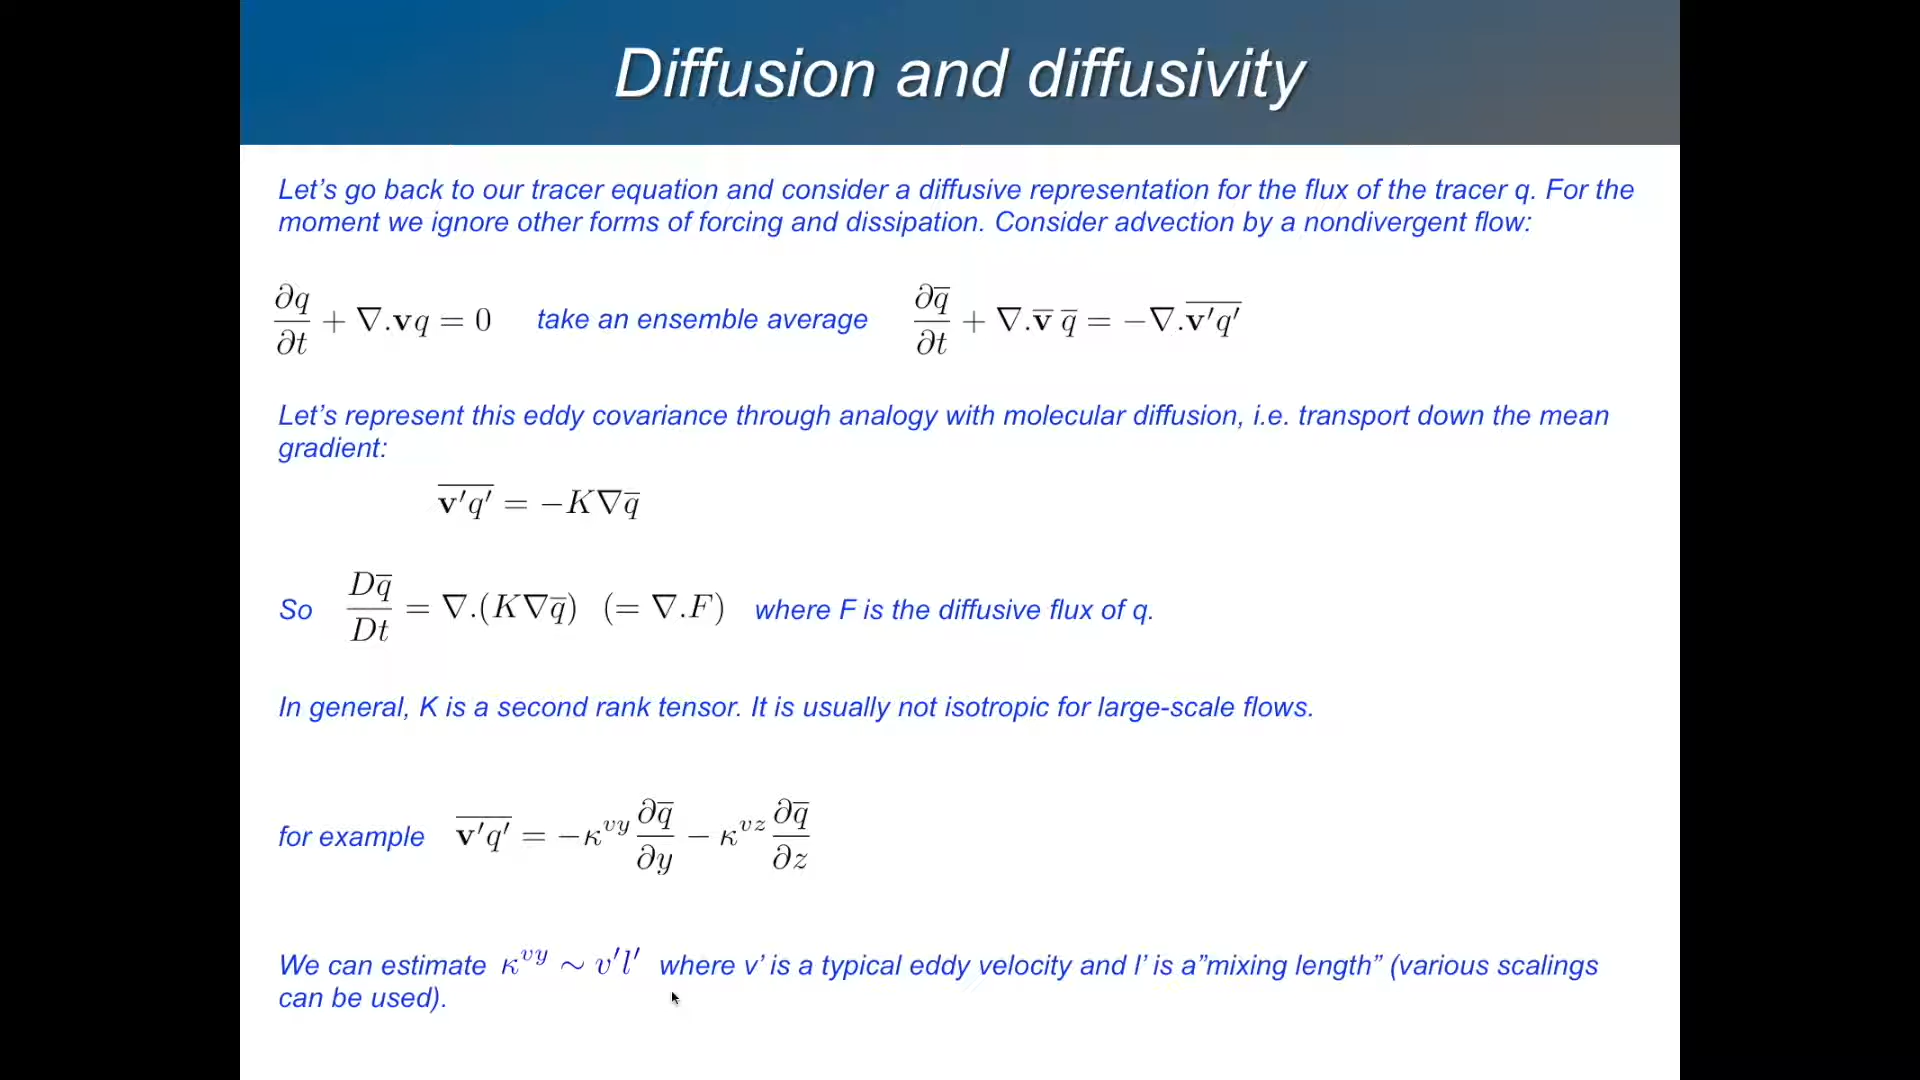 Diffusion and diffusivity
Let’s go back to our tracer equation and consider a diffusive representation for the flux of the tracer q. For the
moment we ignore other forms of forcing and dissipation. Consider advection by a nondivergent flow:
∂q/∂t + ∇.𝐯q = 0 take an ensemble average ∂q̅/∂t + ∇.𝐯̅ q̅ = −∇.\overline{𝐯′q′}
Let’s represent this eddy covariance through analogy with molecular diffusion, i.e. transport down the mean
gradient:
\overline{𝐯′q′} = −K∇q̅
So Dq̅/Dt = ∇.(K∇q̅) (= ∇.F) where F is the diffusive flux of q.
In general, K is a second rank tensor. It is usually not isotropic for large-scale flows.
for example \overline{𝐯′q′} = −κ^{vy} ∂q̅/∂y − κ^{vz} ∂q̅/∂z
We can estimate κ^{vy} ∼ v′l′ where v’ is a typical eddy velocity and l’ is a”mixing length” (various scalings
can be used).